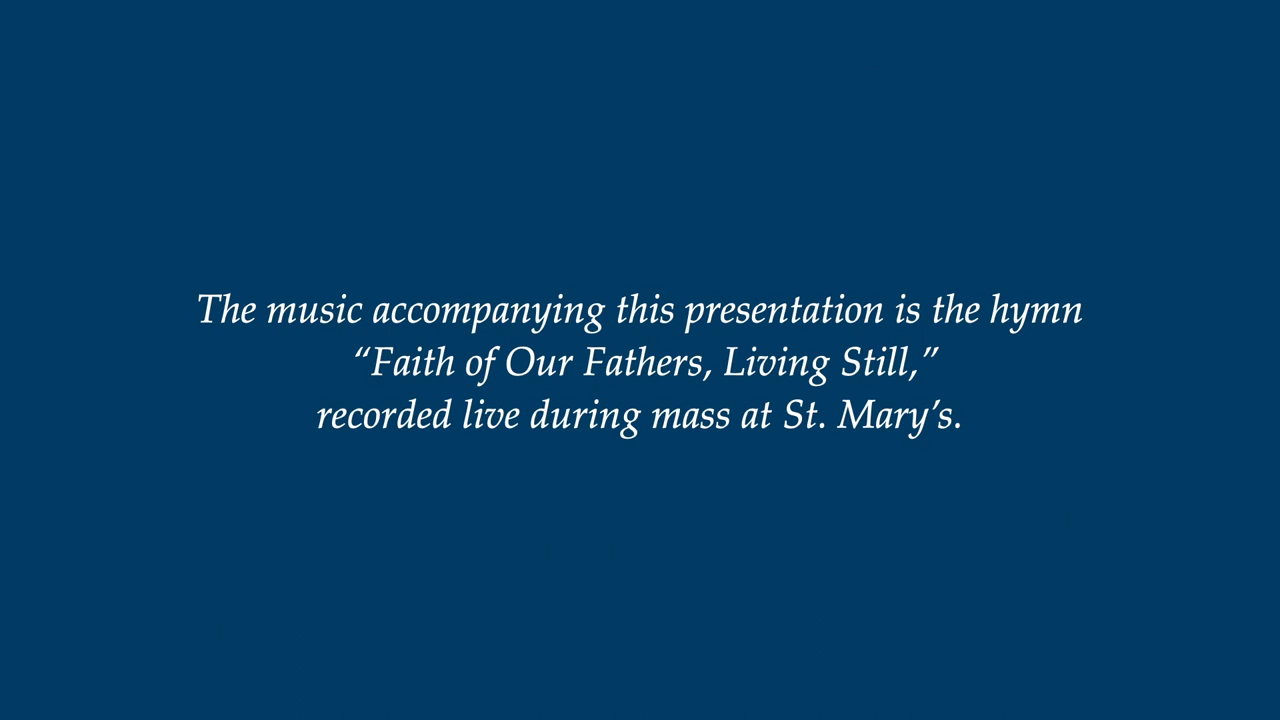 The music accompanying this presentation is the hymn
“Faith of Our Fathers, Living Still,”
recorded live during mass at St. Mary’s.